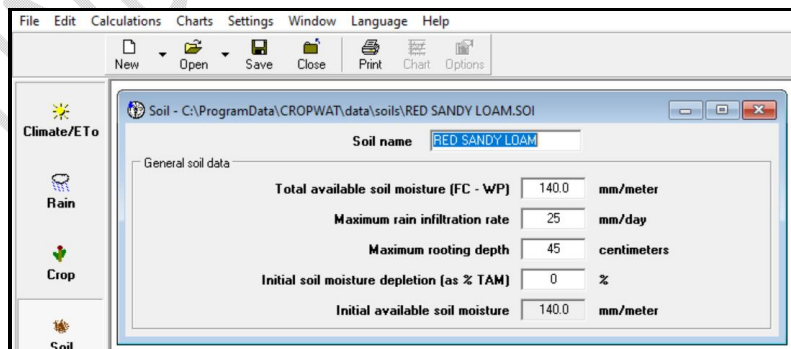 File Edit Calculations Charts Settings Window Language Help
New Open Save Close Print Chart Options
Soil - C:\ProgramData\CROPWAT\data\soils\RED SANDY LOAM.SOI
Climate/ETo
Rain
Crop
Soil
Soil name RED SANDY LOAM
General soil data
Total available soil moisture (FC - WP) 140.0 mm/meter
Maximum rain infiltration rate 25 mm/day
Maximum rooting depth 45 centimeters
Initial soil moisture depletion (as % TAM) 0 %
Initial available soil moisture 140.0 mm/meter